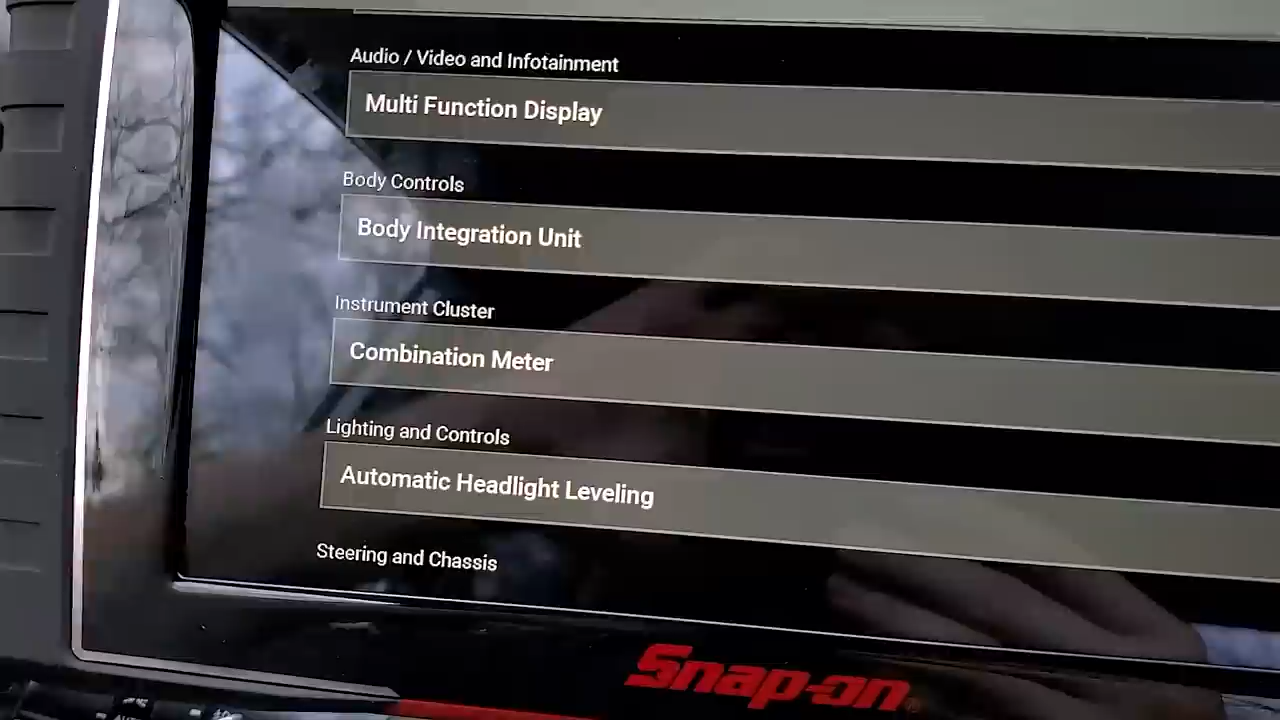 Audio / Video and Infotainment
Multi Function Display
Body Controls
Body Integration Unit
Instrument Cluster
Combination Meter
Lighting and Controls
Automatic Headlight Leveling
Steering and Chassis
Snap-on